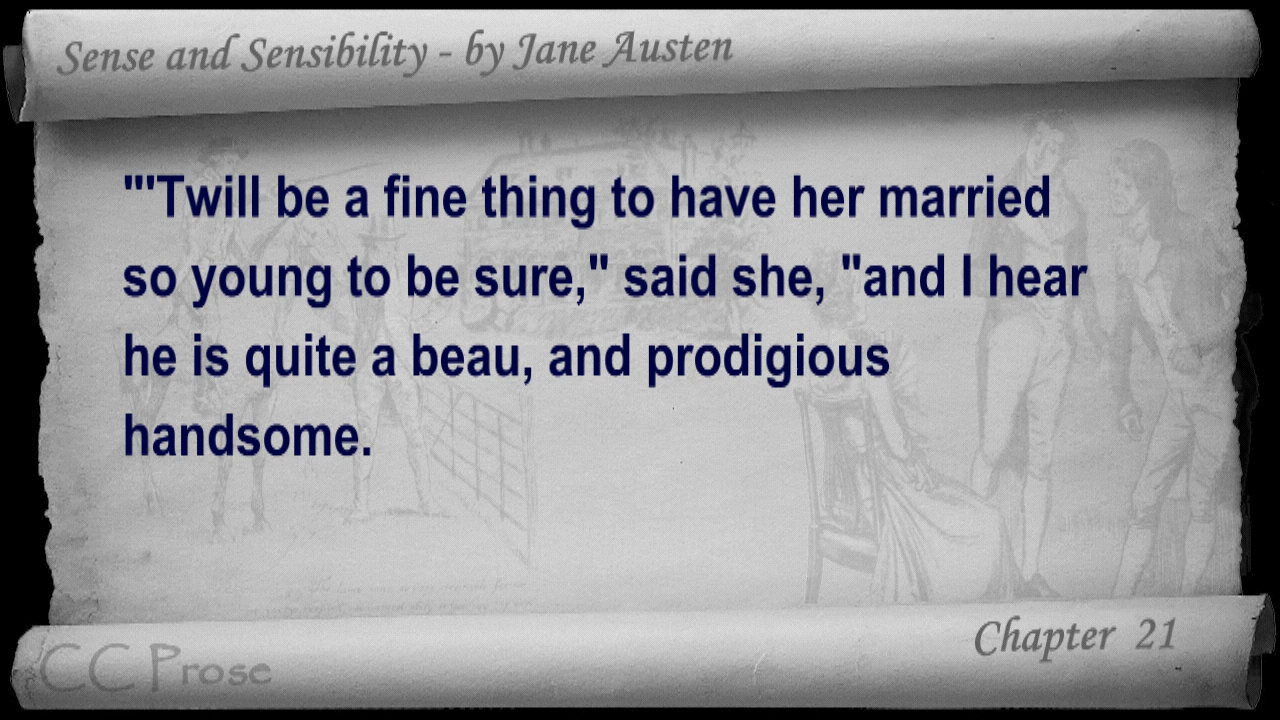 Sense and Sensibility - by Jane Austen
"'Twill be a fine thing to have her married
so young to be sure," said she, "and I hear
he is quite a beau, and prodigious
handsome.
Chapter 21
CC Prose